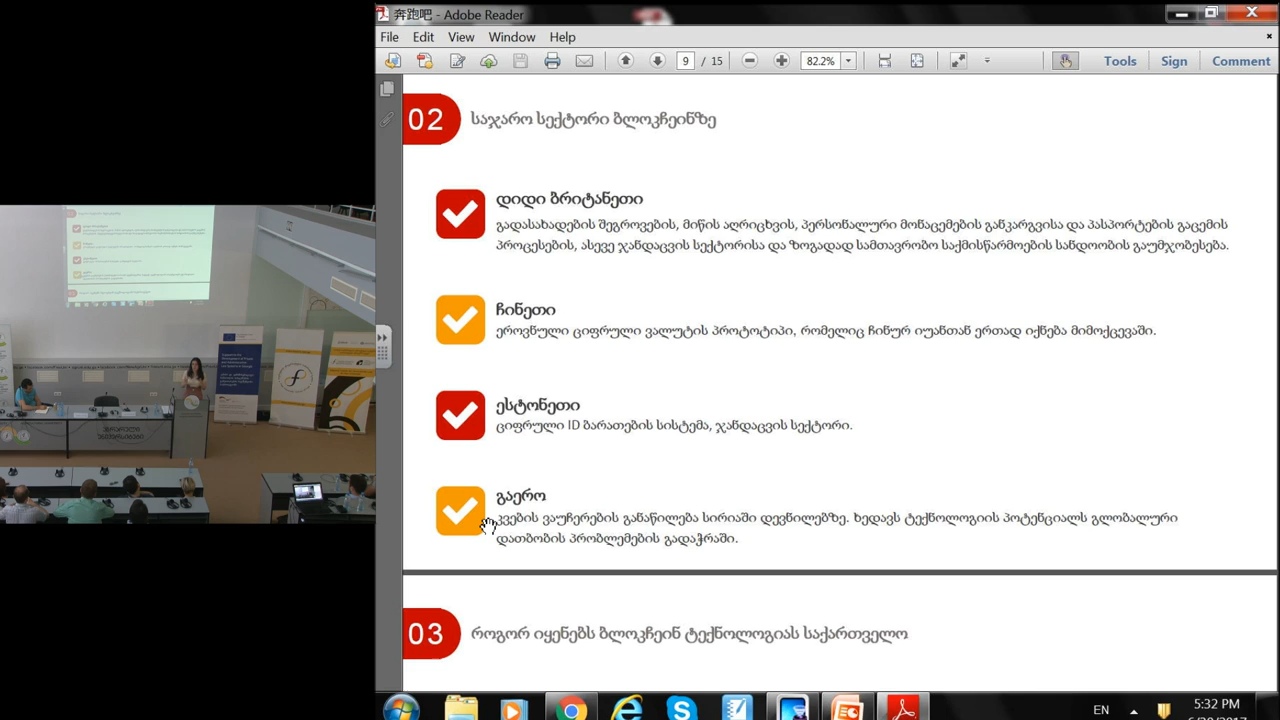 奔跑吧 - Adobe Reader
File Edit View Window Help
9 / 15 82.2% Tools Sign Comment
02 საჯარო სექტორი ბლოკჩეინზე
დიდი ბრიტანეთი
გადასახადების შეგროვების, მიწის აღრიცხვის, პერსონალური მონაცემების განკარგვისა და პასპორტების გაცემის
პროცესების, ასევე ჯანდაცვის სექტორისა და ზოგადად სამთავრობო საქმისწარმოების სანდოობის გაუმჯობესება.
ჩინეთი
ეროვნული ციფრული ვალუტის პროტოტიპი, რომელიც ჩინურ იუანთან ერთად იქნება მიმოქცევაში.
ესტონეთი
ციფრული ID ბარათების სისტემა, ჯანდაცვის სექტორი.
გაერო
კვების ვაუჩერების განაწილება სირიაში დევნილებზე. ხედავს ტექნოლოგიის პოტენციალს გლობალური
დათბობის პრობლემების გადაჭრაში.
03 როგორ იყენებს ბლოკჩეინ ტექნოლოგიას საქართველო
EN 5:32 PM